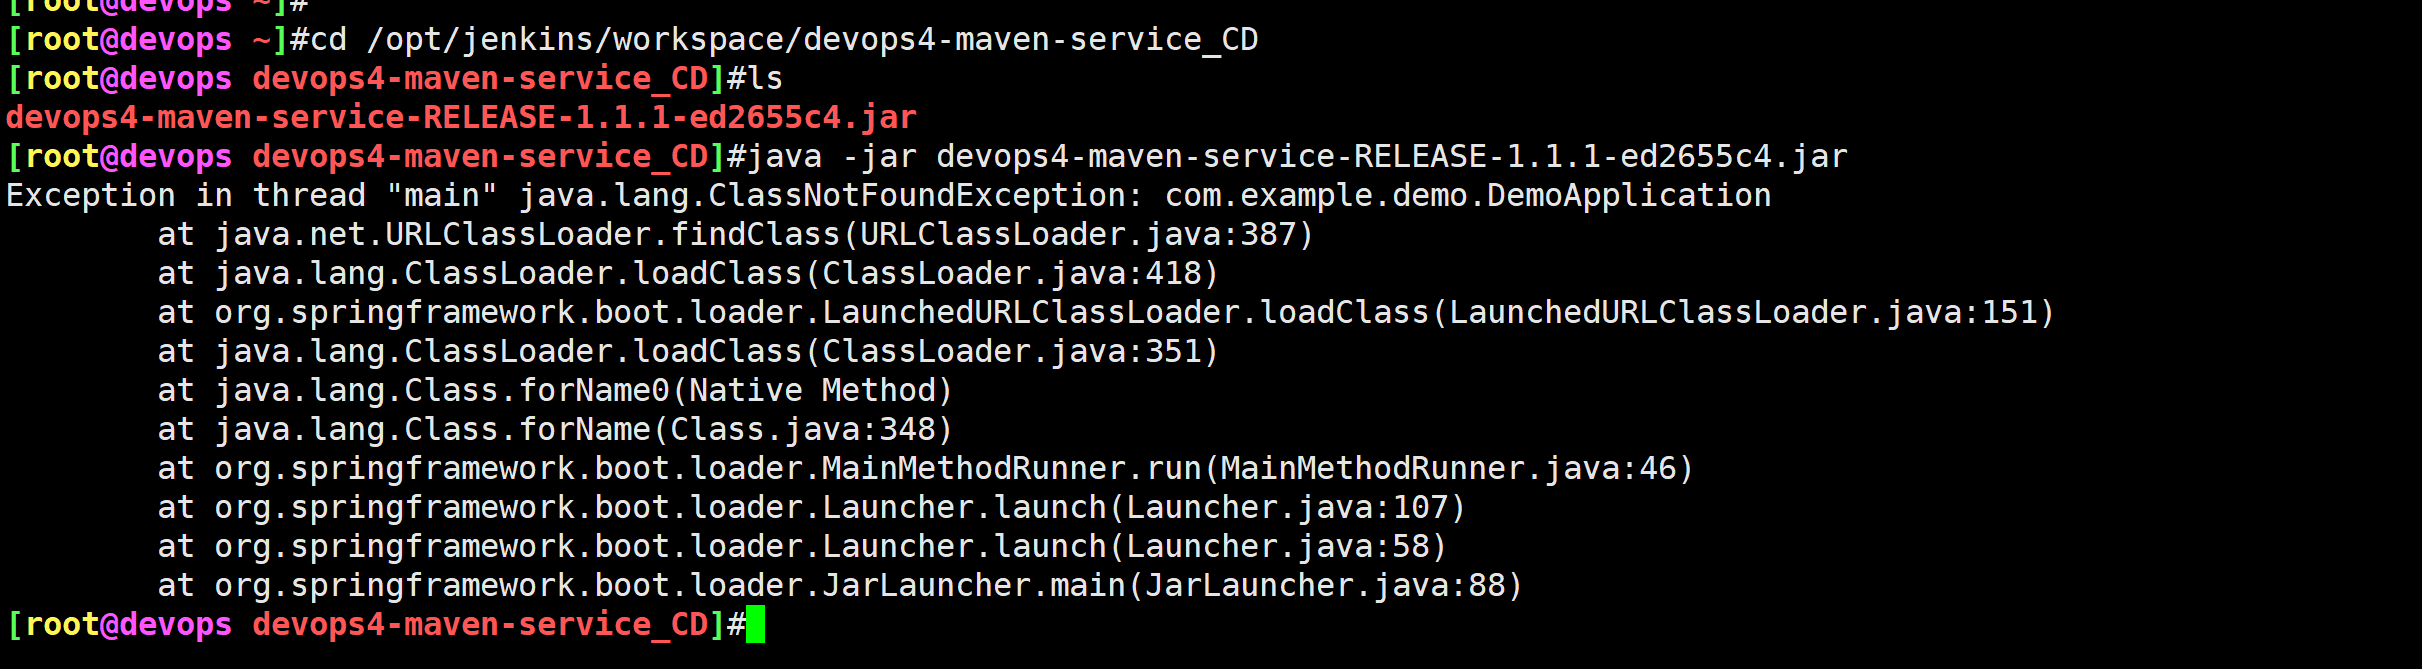 [root@devops ~]#
[root@devops ~]#cd /opt/jenkins/workspace/devops4-maven-service_CD
[root@devops devops4-maven-service_CD]#ls
devops4-maven-service-RELEASE-1.1.1-ed2655c4.jar
[root@devops devops4-maven-service_CD]#java -jar devops4-maven-service-RELEASE-1.1.1-ed2655c4.jar
Exception in thread "main" java.lang.ClassNotFoundException: com.example.demo.DemoApplication
        at java.net.URLClassLoader.findClass(URLClassLoader.java:387)
        at java.lang.ClassLoader.loadClass(ClassLoader.java:418)
        at org.springframework.boot.loader.LaunchedURLClassLoader.loadClass(LaunchedURLClassLoader.java:151)
        at java.lang.ClassLoader.loadClass(ClassLoader.java:351)
        at java.lang.Class.forName0(Native Method)
        at java.lang.Class.forName(Class.java:348)
        at org.springframework.boot.loader.MainMethodRunner.run(MainMethodRunner.java:46)
        at org.springframework.boot.loader.Launcher.launch(Launcher.java:107)
        at org.springframework.boot.loader.Launcher.launch(Launcher.java:58)
        at org.springframework.boot.loader.JarLauncher.main(JarLauncher.java:88)
[root@devops devops4-maven-service_CD]#